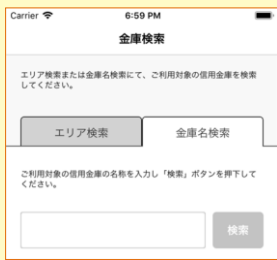 Carrier 6:59 PM
金庫検索
エリア検索または金庫名検索にて、ご利用対象の信用金庫を検索
してください。
エリア検索 金庫名検索
ご利用対象の信用金庫の名称を入力し「検索」ボタンを押下して
ください。
検索